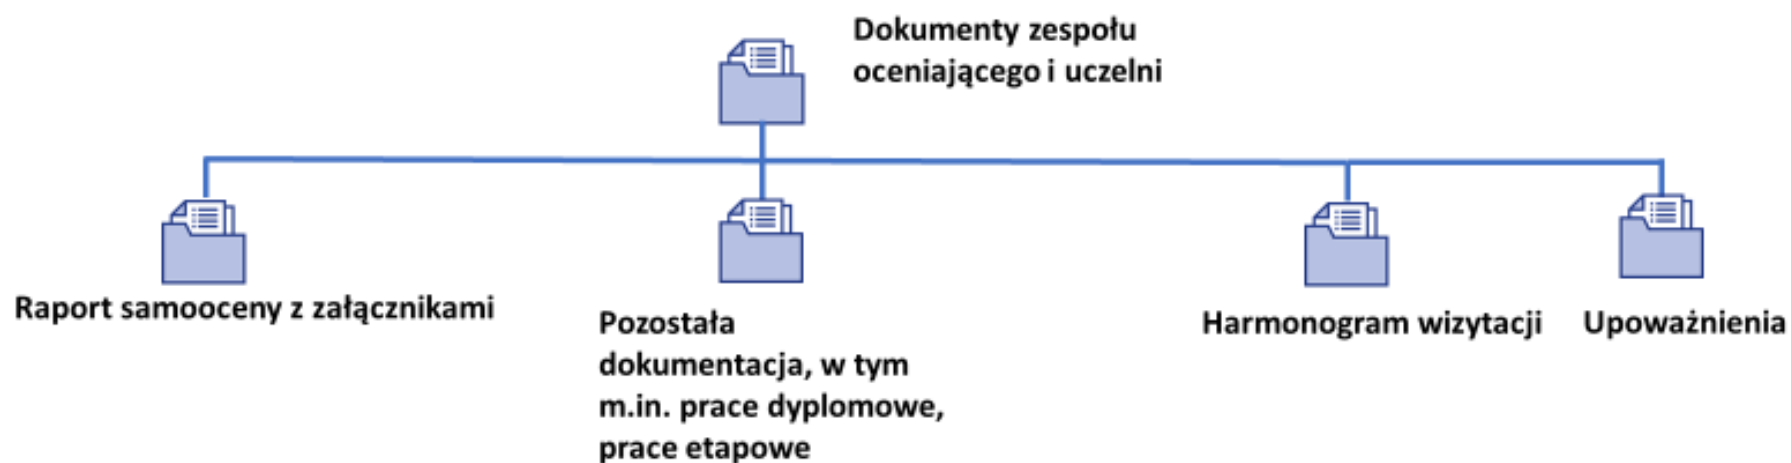 Dokumenty zespołu
oceniającego i uczelni
Raport samooceny z załącznikami
Pozostała
dokumentacja, w tym
m.in. prace dyplomowe,
prace etapowe
Harmonogram wizytacji
Upoważnienia